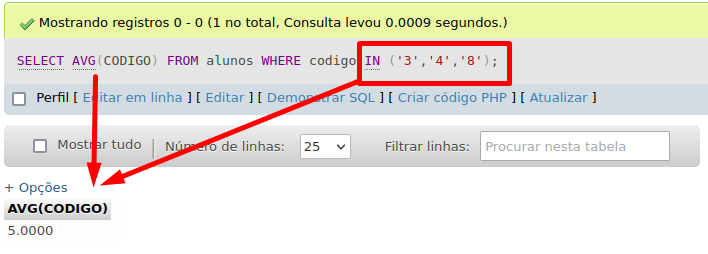 Mostrando registros 0 - 0 (1 no total, Consulta levou 0.0009 segundos.)
SELECT AVG(CODIGO) FROM alunos WHERE codigo IN ('3','4','8');
Perfil [ Editar em linha ] [ Editar ] [ Demonstrar SQL ] [ Criar código PHP ] [ Atualizar ]
Mostrar tudo Número de linhas: 25 Filtrar linhas: Procurar nesta tabela
+ Opções
AVG(CODIGO)
5.0000